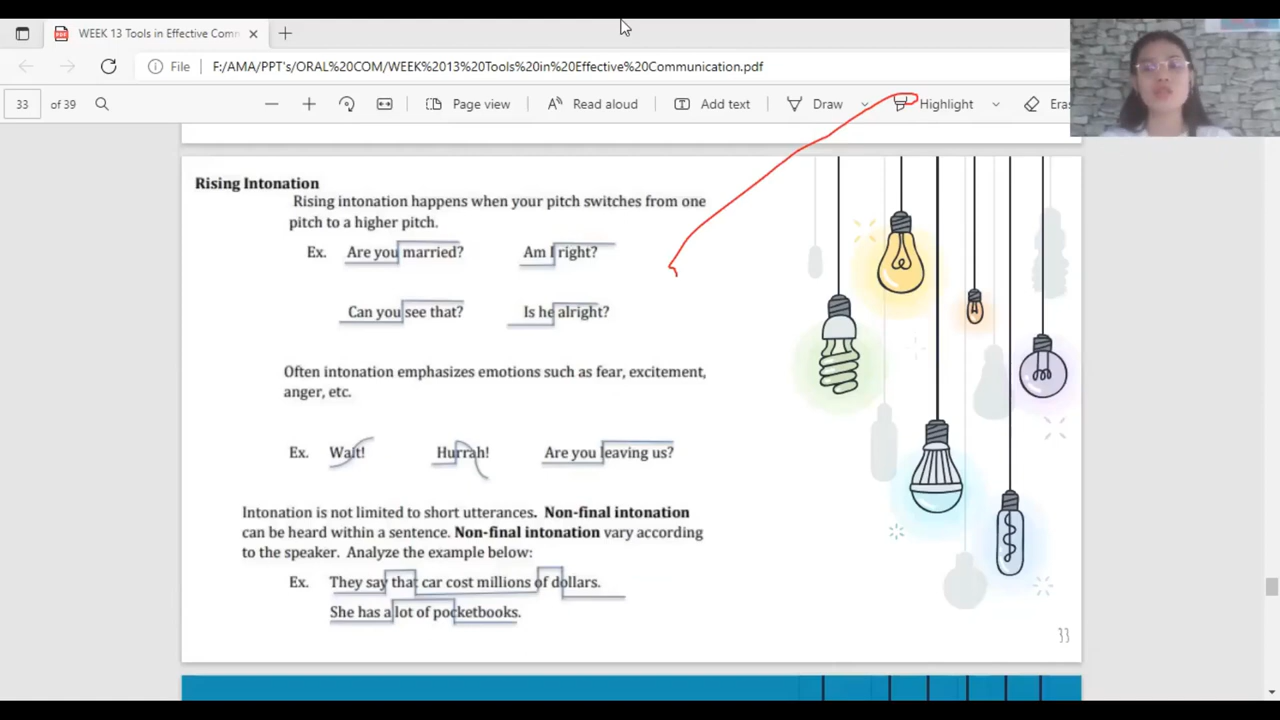 WEEK 13 Tools in Effective Com
File F:/AMA/PPT's/ORAL%20COM/WEEK%2013%20Tools%20in%20Effective%20Communication.pdf
33 of 39 Page view Read aloud Add text Draw Highlight Eras
Rising Intonation
Rising intonation happens when your pitch switches from one
pitch to a higher pitch.
Ex. Are you married? Am I right?
Can you see that? Is he alright?
Often intonation emphasizes emotions such as fear, excitement,
anger, etc.
Ex. Wait! Hurrah! Are you leaving us?
Intonation is not limited to short utterances. Non-final intonation
can be heard within a sentence. Non-final intonation vary according
to the speaker. Analyze the example below:
Ex. They say that car cost millions of dollars.
She has a lot of pocketbooks.
33